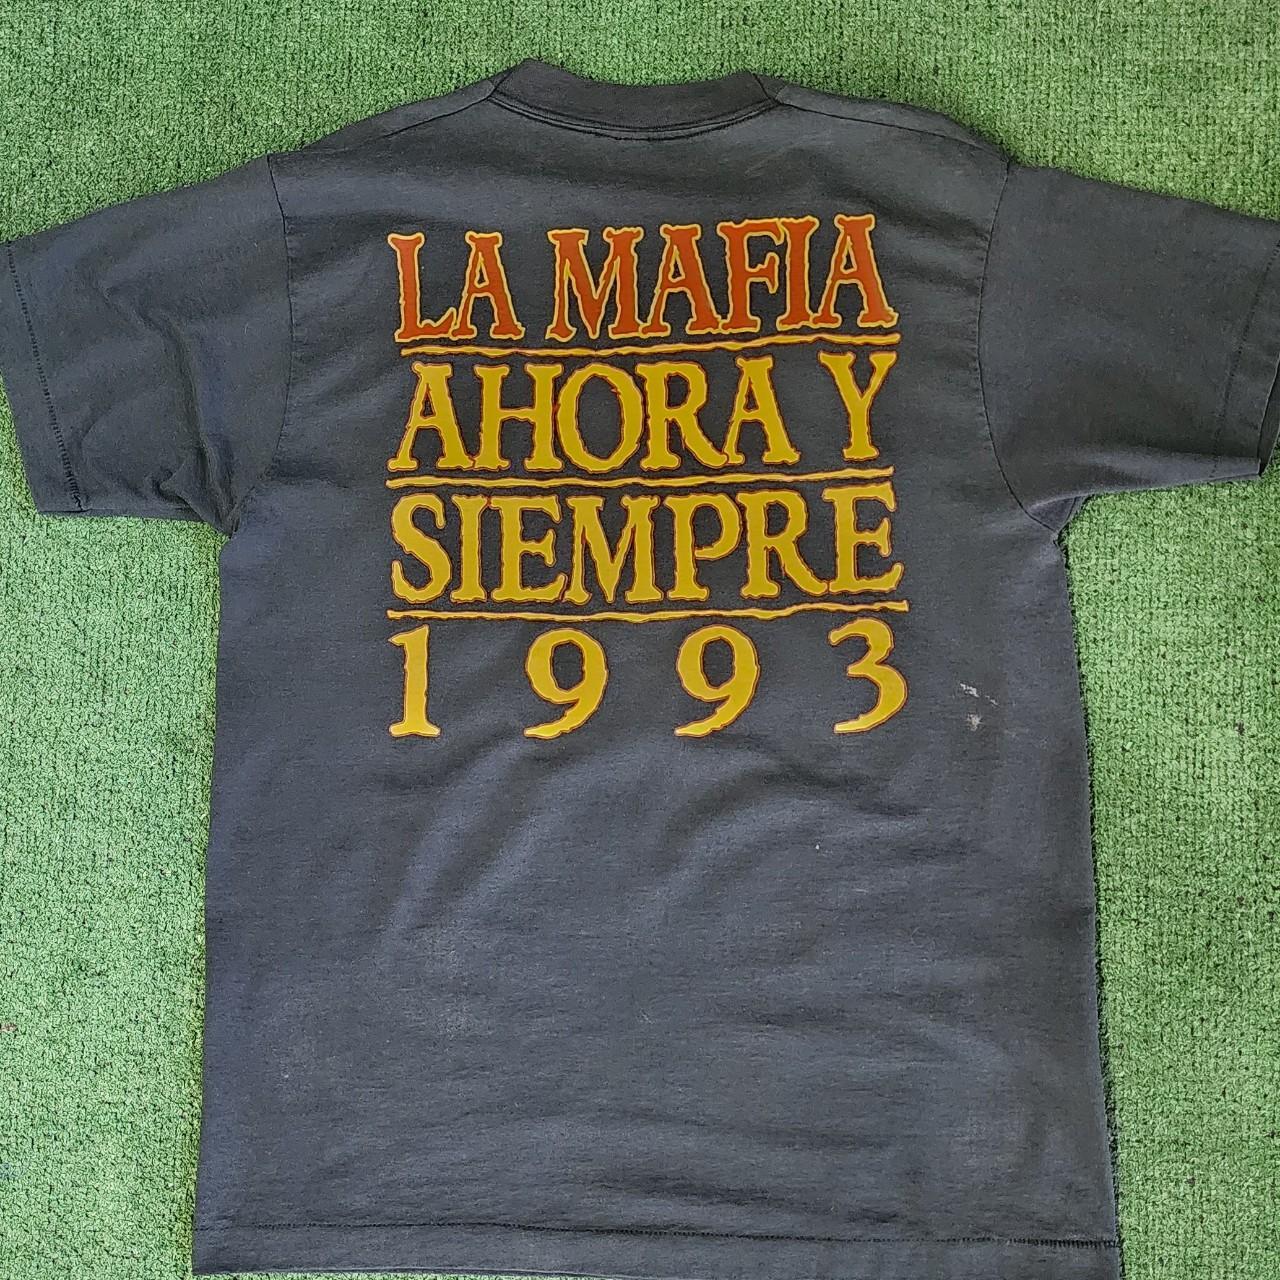 LA MAFIA
AHORA Y
SIEMPRE
1993